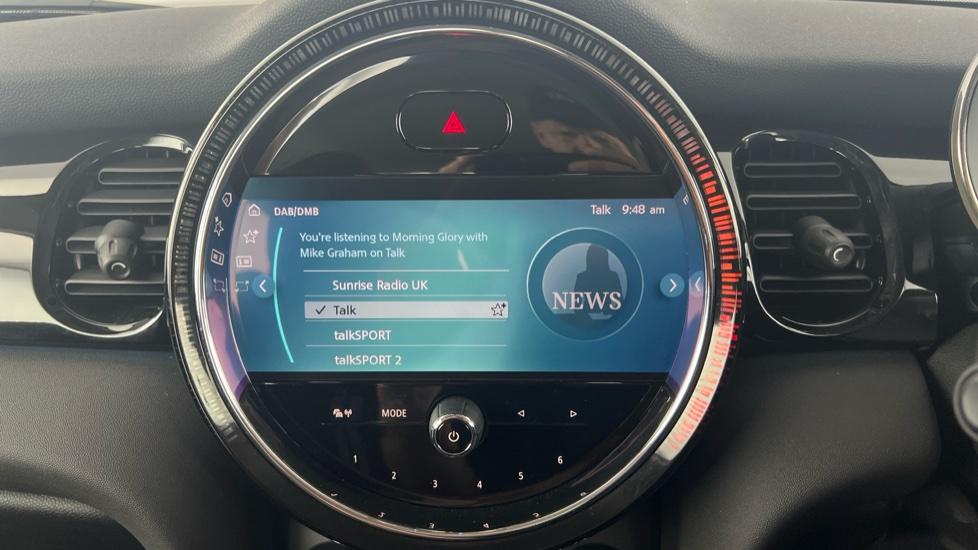 DAB/DMB
Talk 9:48 am
You're listening to Morning Glory with
Mike Graham on Talk
Sunrise Radio UK
Talk
talkSPORT
talkSPORT 2
NEWS
MODE
1 2 3 4 5 6